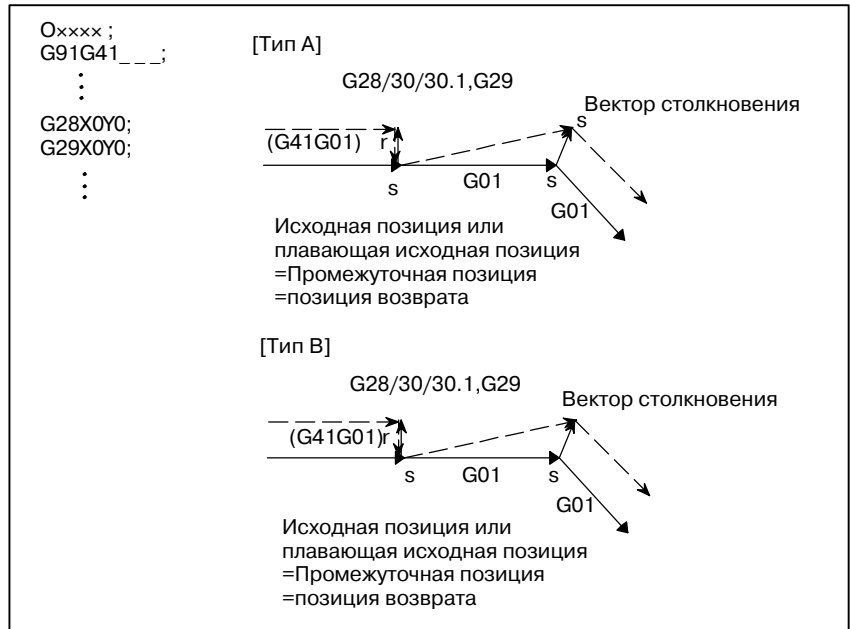 O×××× ;
G91G41_ _ _;
G28X0Y0;
G29X0Y0;
[Тип A]
G28/30/30.1,G29
Вектор столкновения
s
(G41G01)
r
s
G01
s
G01
Исходная позиция или
плавающая исходная позиция
=Промежуточная позиция
=позиция возврата
[Тип B]
G28/30/30.1,G29
Вектор столкновения
(G41G01)
r
s
G01
s
G01
Исходная позиция или
плавающая исходная позиция
=Промежуточная позиция
=позиция возврата